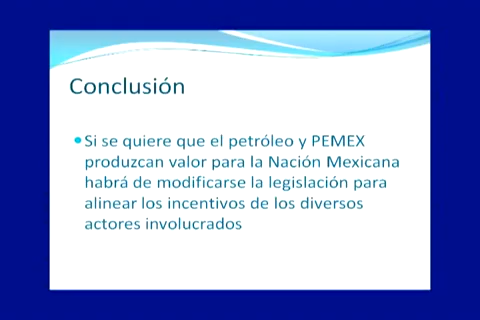 Conclusión
Si se quiere que el petróleo y PEMEX
produzcan valor para la Nación Mexicana
habrá de modificarse la legislación para
alinear los incentivos de los diversos
actores involucrados